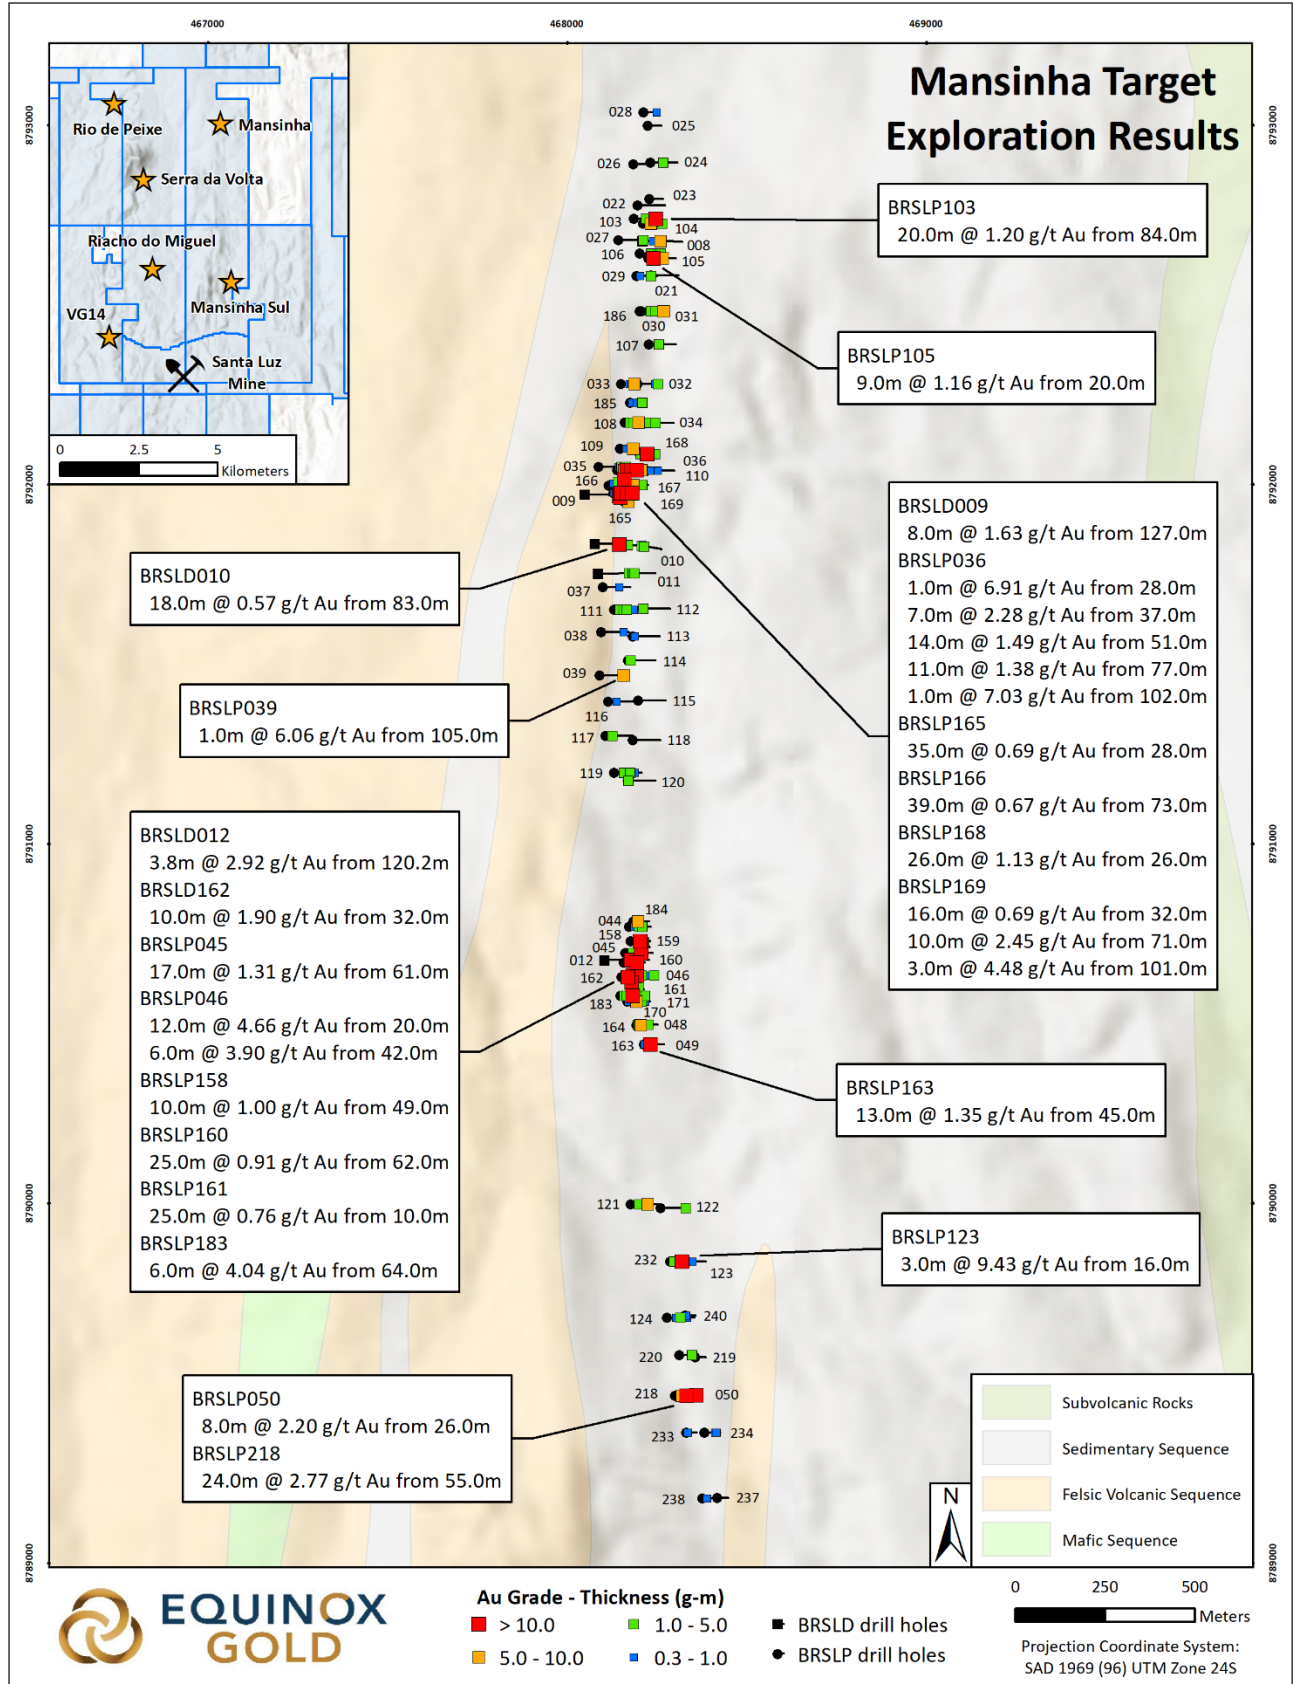 467000
468000
469000
Mansinha Target
Exploration Results
8793000
8792000
8791000
8790000
8789000
8793000
8792000
8791000
8790000
8789000
Rio de Peixe
Mansinha
Serra da Volta
Riacho do Miguel
Mansinha Sul
VG14
Santa Luz
Mine
0 2.5 5
Kilometers
028
025
026
024
023
022
103
104
027
008
106
105
029
021
186
031
030
107
033
032
185
108
034
109
168
035
036
110
166
167
009
169
165
010
011
037
111
112
038
113
114
039
115
116
117
118
119
120
184
044
158
159
045
012
160
162
046
161
183
171
170
164
048
163
049
121
122
232
123
124
240
220
219
218
050
233
234
238
237
BRSLP103
20.0m @ 1.20 g/t Au from 84.0m
BRSLP105
9.0m @ 1.16 g/t Au from 20.0m
BRSLD009
8.0m @ 1.63 g/t Au from 127.0m
BRSLP036
1.0m @ 6.91 g/t Au from 28.0m
7.0m @ 2.28 g/t Au from 37.0m
14.0m @ 1.49 g/t Au from 51.0m
11.0m @ 1.38 g/t Au from 77.0m
1.0m @ 7.03 g/t Au from 102.0m
BRSLP165
35.0m @ 0.69 g/t Au from 28.0m
BRSLP166
39.0m @ 0.67 g/t Au from 73.0m
BRSLP168
26.0m @ 1.13 g/t Au from 26.0m
BRSLP169
16.0m @ 0.69 g/t Au from 32.0m
10.0m @ 2.45 g/t Au from 71.0m
3.0m @ 4.48 g/t Au from 101.0m
BRSLD010
18.0m @ 0.57 g/t Au from 83.0m
BRSLP039
1.0m @ 6.06 g/t Au from 105.0m
BRSLD012
3.8m @ 2.92 g/t Au from 120.2m
BRSLD162
10.0m @ 1.90 g/t Au from 32.0m
BRSLP045
17.0m @ 1.31 g/t Au from 61.0m
BRSLP046
12.0m @ 4.66 g/t Au from 20.0m
6.0m @ 3.90 g/t Au from 42.0m
BRSLP158
10.0m @ 1.00 g/t Au from 49.0m
BRSLP160
25.0m @ 0.91 g/t Au from 62.0m
BRSLP161
25.0m @ 0.76 g/t Au from 10.0m
BRSLP183
6.0m @ 4.04 g/t Au from 64.0m
BRSLP163
13.0m @ 1.35 g/t Au from 45.0m
BRSLP123
3.0m @ 9.43 g/t Au from 16.0m
BRSLP050
8.0m @ 2.20 g/t Au from 26.0m
BRSLP218
24.0m @ 2.77 g/t Au from 55.0m
Subvolcanic Rocks
Sedimentary Sequence
Felsic Volcanic Sequence
Mafic Sequence
N
EQUINOX
GOLD
Au Grade - Thickness (g-m)
> 10.0
1.0 - 5.0
BRSLD drill holes
5.0 - 10.0
0.3 - 1.0
BRSLP drill holes
0 250 500
Meters
Projection Coordinate System:
SAD 1969 (96) UTM Zone 24S